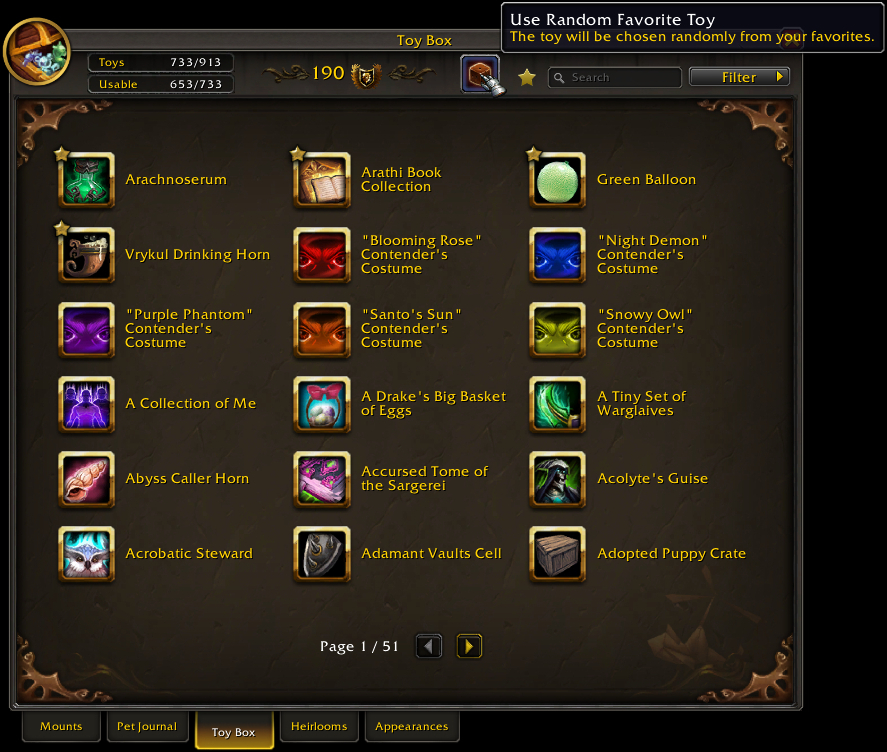 Use Random Favorite Toy
The toy will be chosen randomly from your favorites.
Toy Box
Toys 733/913
Usable 653/733
190
Search
Filter
Arachnoserum
Arathi Book
Collection
Green Balloon
Vrykul Drinking Horn
"Blooming Rose"
Contender's
Costume
"Night Demon"
Contender's
Costume
"Purple Phantom"
Contender's
Costume
"Santo's Sun"
Contender's
Costume
"Snowy Owl"
Contender's
Costume
A Collection of Me
A Drake's Big Basket
of Eggs
A Tiny Set of
Warglaives
Abyss Caller Horn
Accursed Tome of
the Sargerei
Acolyte's Guise
Acrobatic Steward
Adamant Vaults Cell
Adopted Puppy Crate
Page 1 / 51
Mounts
Pet Journal
Toy Box
Heirlooms
Appearances